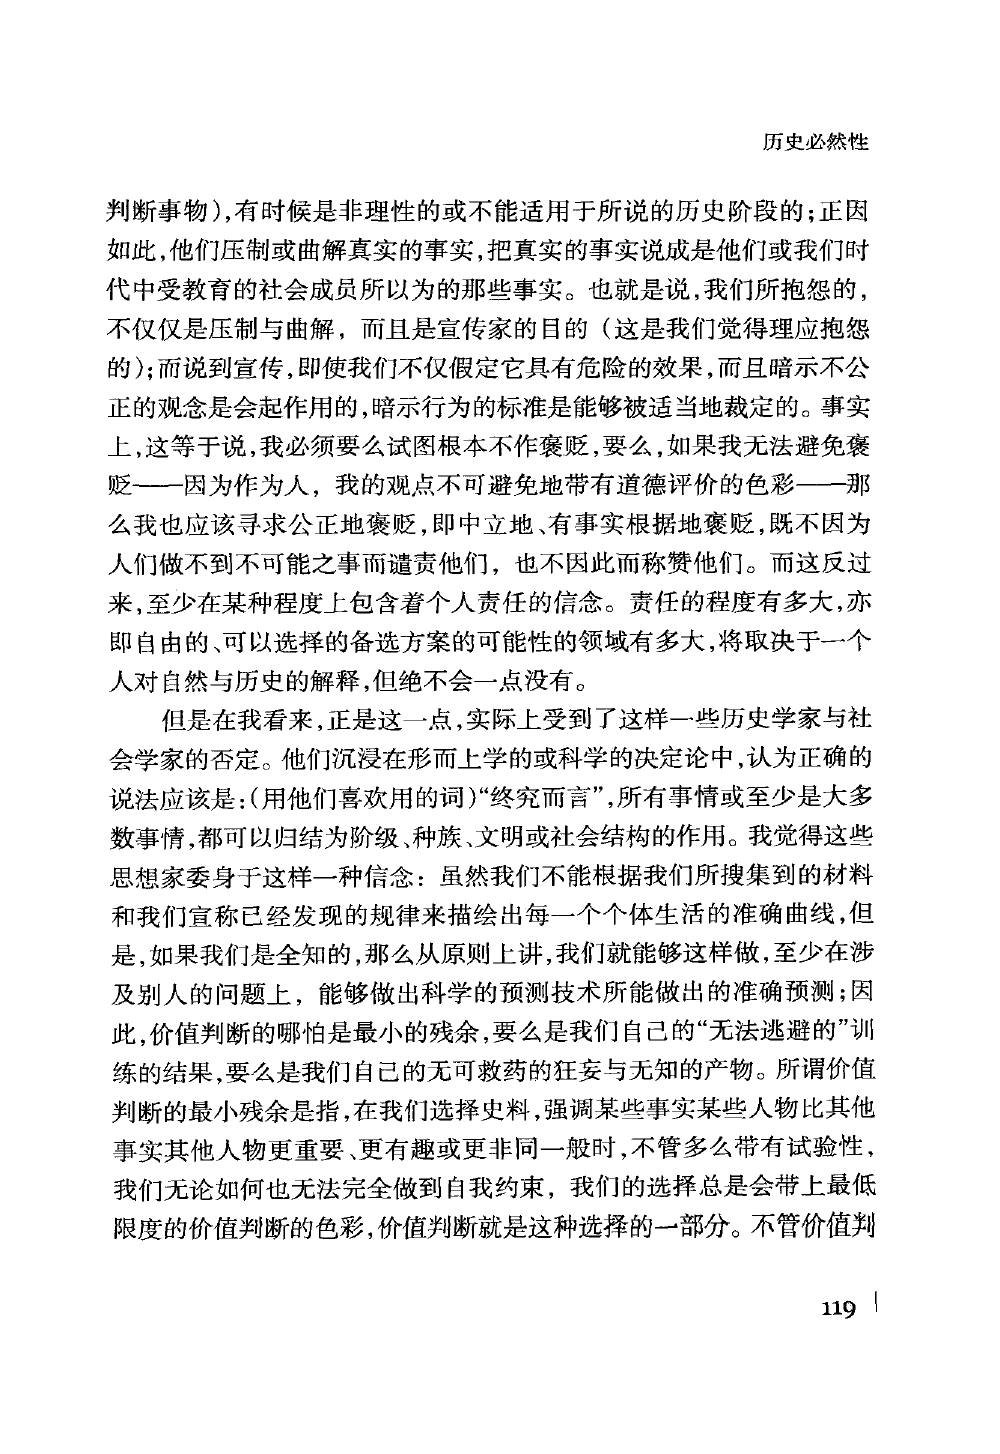 历史必然性
判断事物),有时候是非理性的或不能适用于所说的历史阶段的;正因
如此,他们压制或曲解真实的事实,把真实的事实说成是他们或我们时
代中受教育的社会成员所以为的那些事实。也就是说,我们所抱怨的,
不仅仅是压制与曲解,而且是宣传家的目的(这是我们觉得理应抱怨
的);而说到宣传,即使我们不仅假定它具有危险的效果,而且暗示不公
正的观念是会起作用的,暗示行为的标准是能够被适当地裁定的。事实
上,这等于说,我必须要么试图根本不作褒贬,要么,如果我无法避免褒
贬——因为作为人,我的观点不可避免地带有道德评价的色彩——那
么我也应该寻求公正地褒贬,即中立地、有事实根据地褒贬,既不因为
人们做不到不可能之事而谴责他们,也不因此而称赞他们。而这反过
来,至少在某种程度上包含着个人责任的信念。责任的程度有多大,亦
即自由的、可以选择的备选方案的可能性的领域有多大,将取决于一个
人对自然与历史的解释,但绝不会一点没有。
但是在我看来,正是这一点,实际上受到了这样一些历史学家与社
会学家的否定。他们沉浸在形而上学的或科学的决定论中,认为正确的
说法应该是:(用他们喜欢用的词)“终究而言”,所有事情或至少是大多
数事情,都可以归结为阶级、种族、文明或社会结构的作用。我觉得这些
思想家委身于这样一种信念:虽然我们不能根据我们所搜集到的材料
和我们宣称已经发现的规律来描绘出每一个个体生活的准确曲线,但
是,如果我们是全知的,那么从原则上讲,我们就能够这样做,至少在涉
及别人的问题上,能够做出科学的预测技术所能做出的准确预测;因
此,价值判断的哪怕是最小的残余,要么是我们自己的“无法逃避的”训
练的结果,要么是我们自己的无可救药的狂妄与无知的产物。所谓价值
判断的最小残余是指,在我们选择史料,强调某些事实某些人物比其他
事实其他人物更重要、更有趣或更非同一般时,不管多么带有试验性,
我们无论如何也无法完全做到自我约束,我们的选择总是会带上最低
限度的价值判断的色彩,价值判断就是这种选择的一部分。不管价值判
119